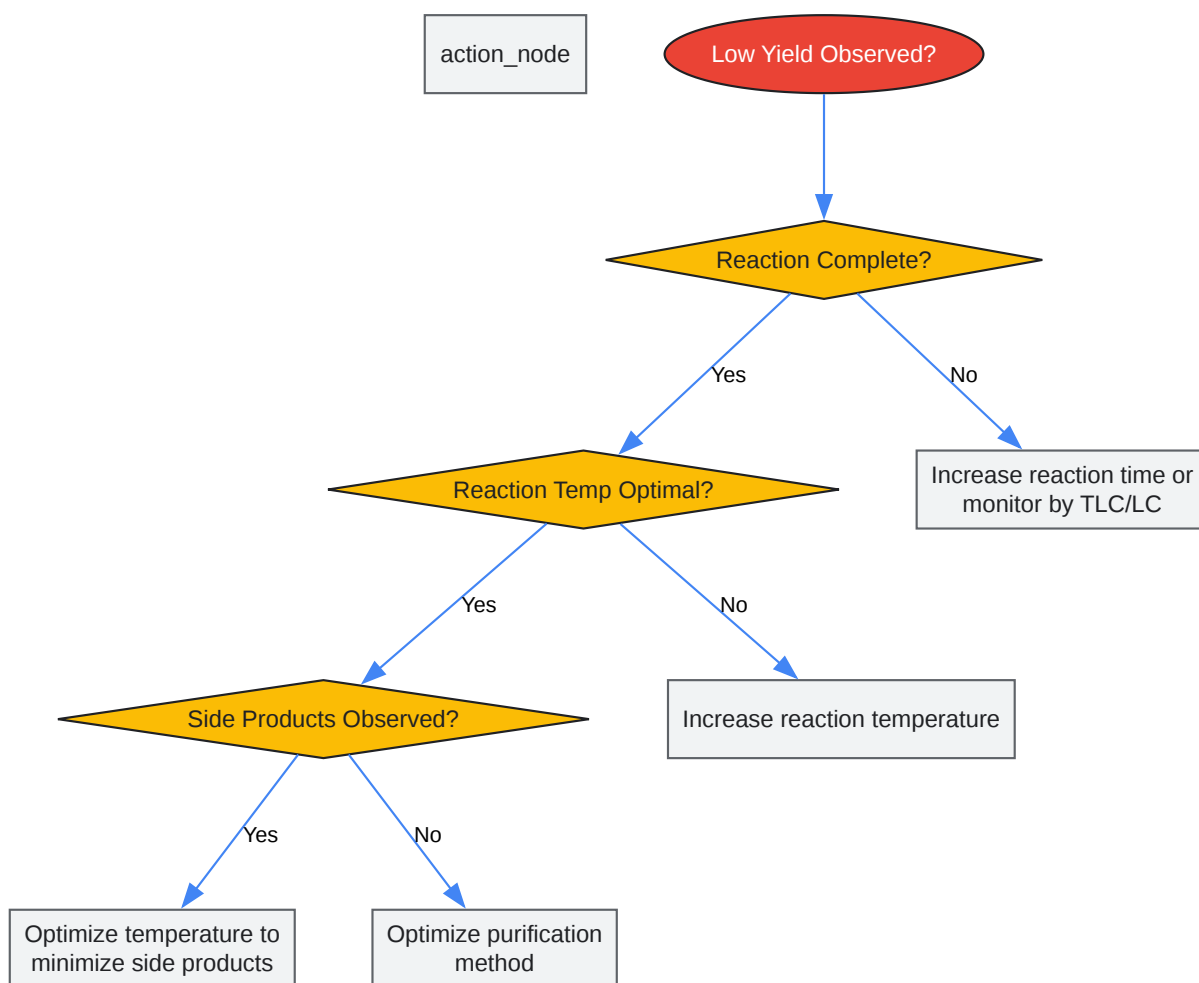 action_node
Low Yield Observed?
Reaction Complete?
Yes
No
Reaction Temp Optimal?
Increase reaction time or
monitor by TLC/LC
Yes
No
Side Products Observed?
Increase reaction temperature
Yes
No
Optimize temperature to
minimize side products
Optimize purification
method